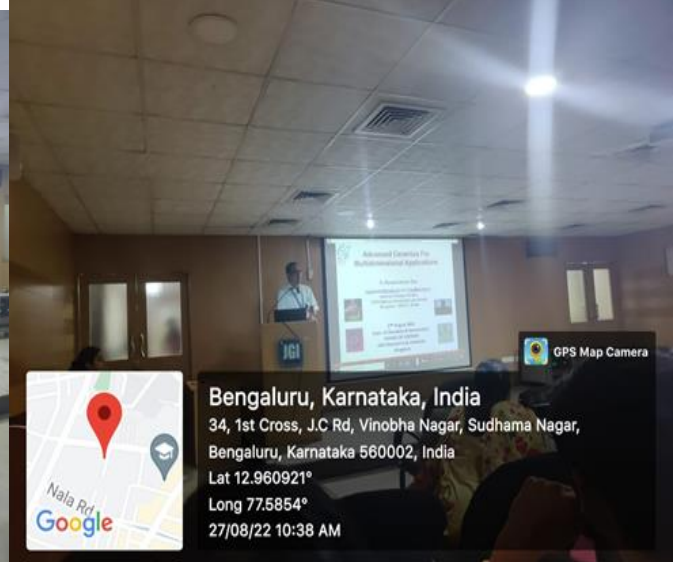 Advanced Ceramics For
Multidimensional Applications
JGI
GPS Map Camera
Nala Rd
Google
Bengaluru, Karnataka, India
34, 1st Cross, J.C Rd, Vinobha Nagar, Sudhama Nagar,
Bengaluru, Karnataka 560002, India
Lat 12.960921°
Long 77.5854°
27/08/22 10:38 AM